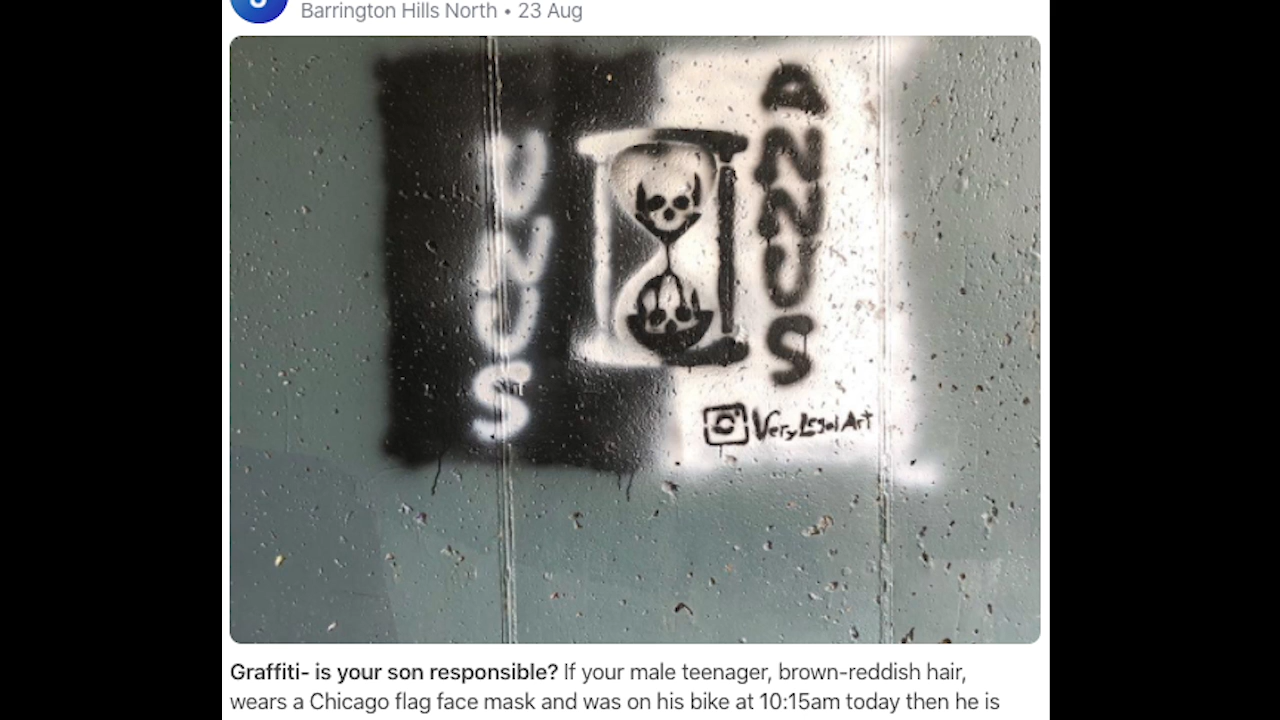 Barrington Hills North • 23 Aug
UNUS
ANNUS
VeryLegalArt
Graffiti- is your son responsible? If your male teenager, brown-reddish hair,
wears a Chicago flag face mask and was on his bike at 10:15am today then he is